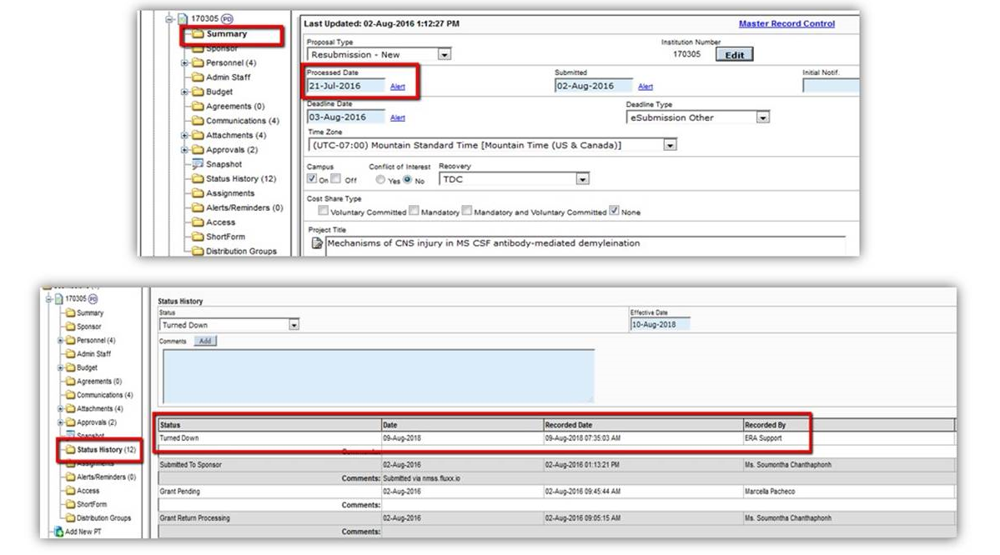 170305 PD
Summary
Sponsor
Personnel (4)
Admin Staff
Budget
Agreements (0)
Communications (4)
Attachments (4)
Approvals (2)
Snapshot
Status History (12)
Assignments
Alerts/Reminders (0)
Access
ShortForm
Distribution Groups
Last Updated: 02-Aug-2016 1:12:27 PM Master Record Control
Proposal Type Institution Number
Resubmission - New 170305 Edit
Processed Date Submitted Initial Notif.
21-Jul-2016 Alert 02-Aug-2016 Alert
Deadline Date Deadline Type
03-Aug-2016 Alert eSubmission Other
Time Zone
(UTC-07:00) Mountain Standard Time [Mountain Time (US & Canada)]
Campus Conflict of Interest Recovery
On Off Yes No TDC
Cost Share Type
Voluntary Committed Mandatory Mandatory and Voluntary Committed None
Project Title
Mechanisms of CNS injury in MS CSF antibody-mediated demyleination
170305 PD
Summary
Sponsor
Personnel (4)
Admin Staff
Budget
Agreements (0)
Communications (4)
Attachments (4)
Approvals (2)
Snapshot
Status History (12)
Assignments
Alerts/Reminders (0)
Access
ShortForm
Distribution Groups
Add New PT
Status History
Status Effective Date
Turned Down 10-Aug-2018
Comments Add
Status Date Recorded Date Recorded By
Turned Down 09-Aug-2018 09-Aug-2018 07:35:03 AM ERA Support
Comments:
Submitted To Sponsor 02-Aug-2016 02-Aug-2016 01:13:21 PM Ms. Soumontha Chanthaphonh
Comments: Submitted via nmss.fluxx.io
Grant Pending 02-Aug-2016 02-Aug-2016 09:45:44 AM Marcella Pacheco
Comments:
Grant Return Processing 02-Aug-2016 02-Aug-2016 09:05:15 AM Ms. Soumontha Chanthaphonh
Comments: